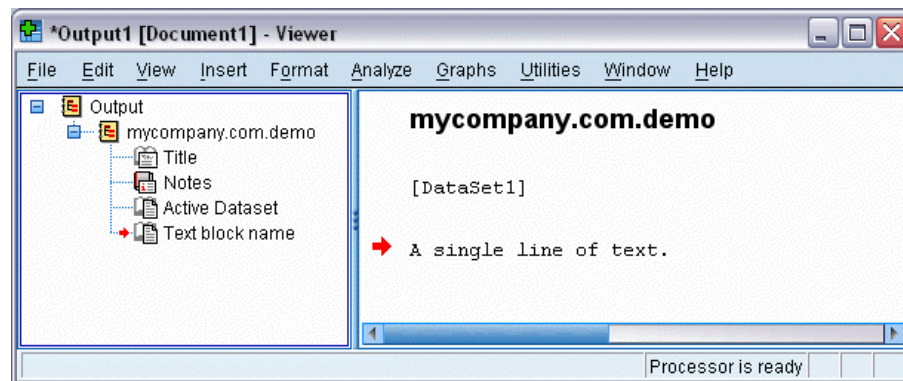 *Output1 [Document1] - Viewer
File Edit View Insert Format Analyze Graphs Utilities Window Help
Output
mycompany.com.demo
Title
Notes
Active Dataset
Text block name
mycompany.com.demo
[DataSet1]
A single line of text.
Processor is ready